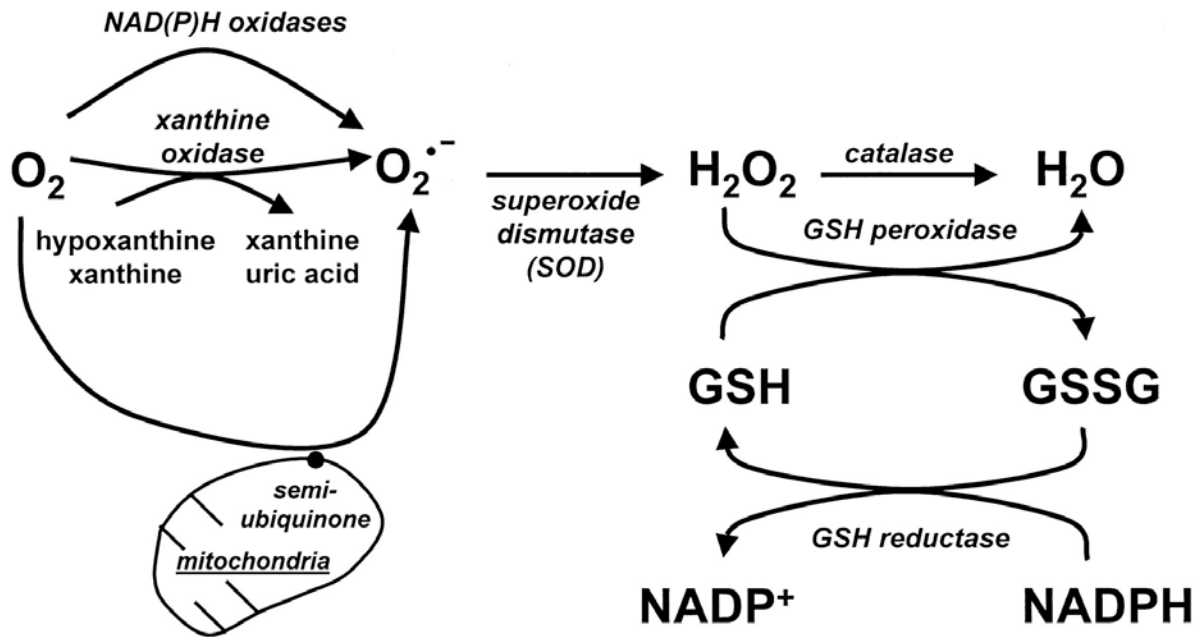 NAD(P)H oxidases
xanthine
oxidase
O₂
O₂•⁻
hypoxanthine
xanthine
xanthine
uric acid
superoxide
dismutase
(SOD)
H₂O₂
catalase
H₂O
GSH peroxidase
GSH
GSSG
semi-
ubiquinone
mitochondria
GSH reductase
NADP⁺
NADPH